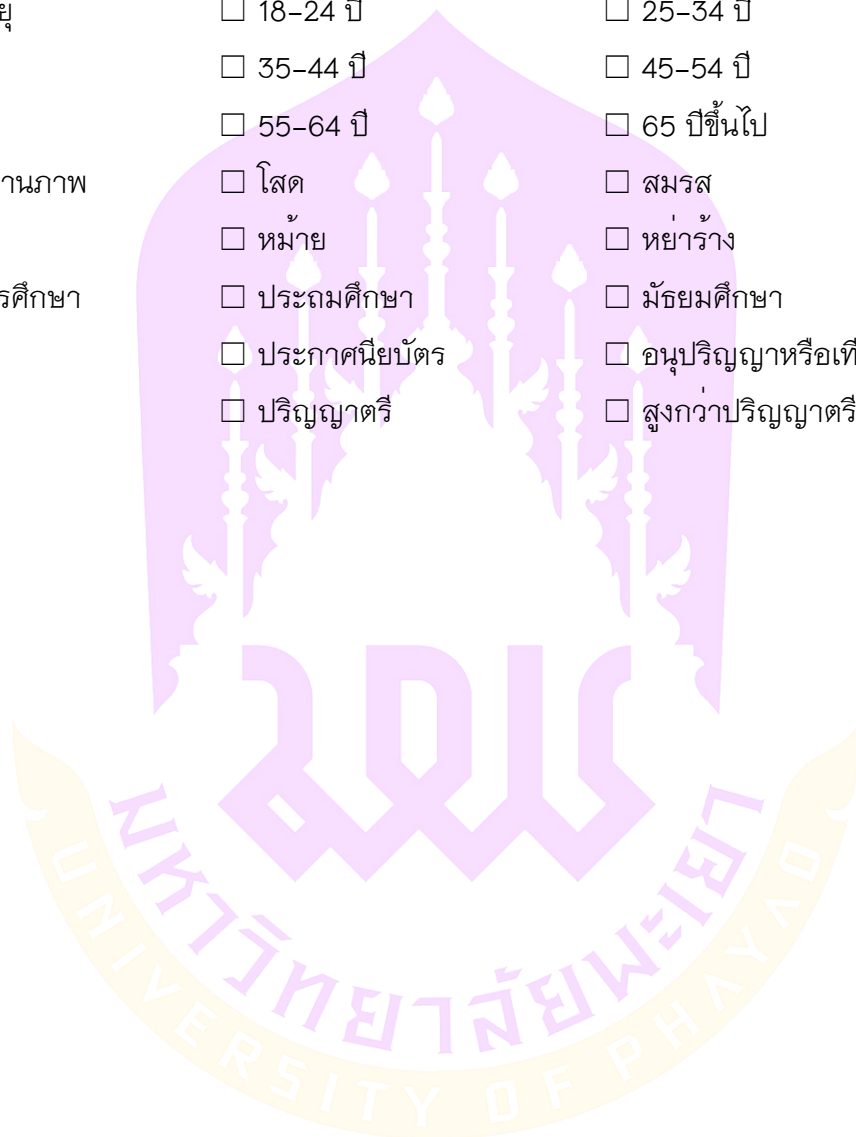 ยุ ☐ 18-24 ปี ☐ 25-34 ปี
☐ 35-44 ปี ☐ 45-54 ปี
☐ 55-64 ปี ☐ 65 ปีขึ้นไป
านภาพ ☐ โสด ☐ สมรส
☐ หม้าย ☐ หย่าร้าง
รศึกษา ☐ ประถมศึกษา ☐ มัธยมศึกษา
☐ ประกาศนียบัตร ☐ อนุปริญญาหรือเที
☐ ปริญญาตรี ☐ สูงกว่าปริญญาตรี
มหาวิทยาลัยพะเยา
UNIVERSITY OF PHAYAO